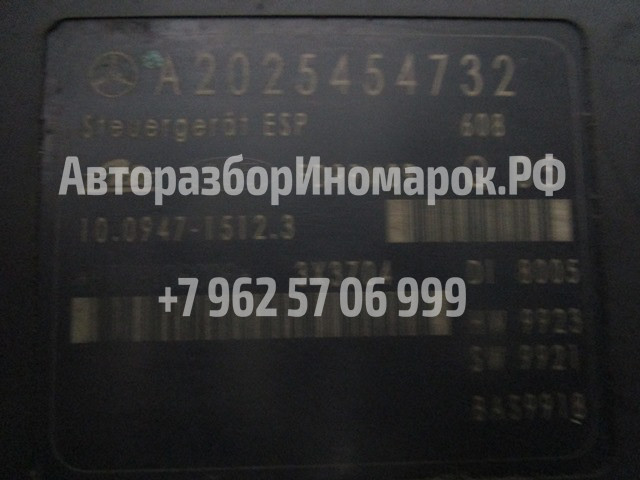 A2025454732
Steuergerät ESP 608
АвторазборИномарок.РФ
10.0947-1512.3
DI 8005
+7 962 57 06 999
HW 9923
SW 9921
BAS991B